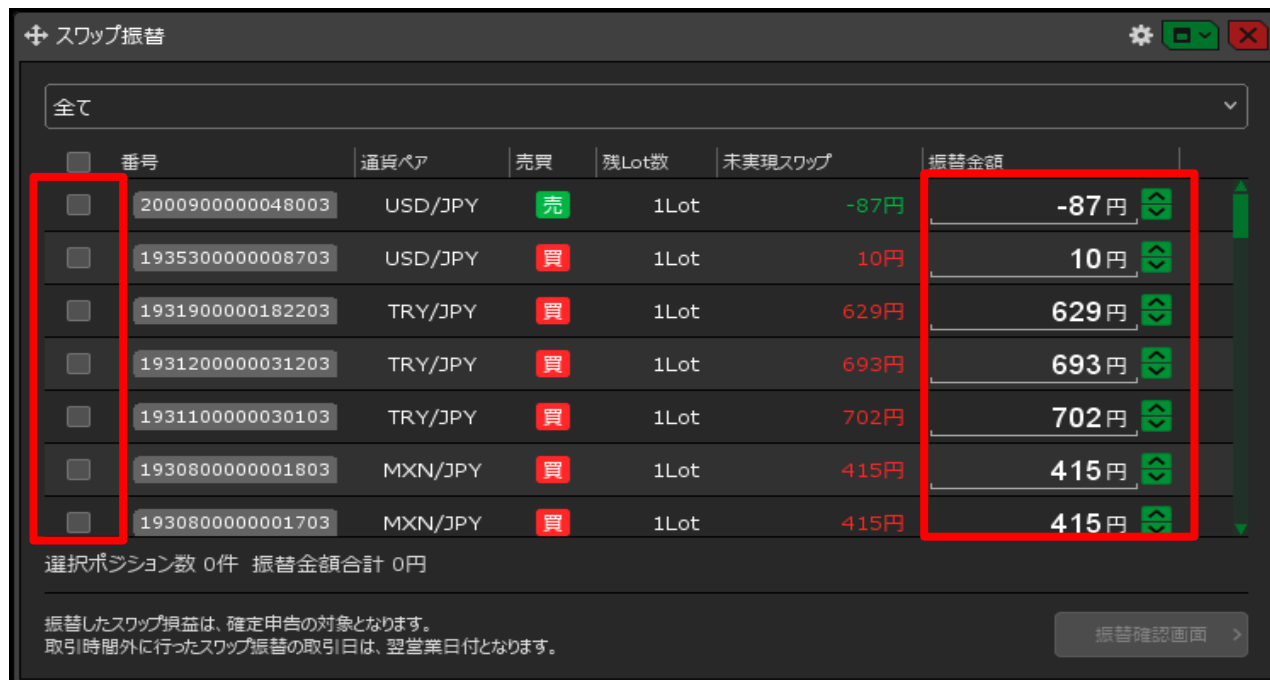 スワップ振替
全て
番号 通貨ペア 売買 残Lot数 未実現スワップ 振替金額
2000900000048003 USD/JPY 売 1Lot -87円 -87円
1935300000008703 USD/JPY 買 1Lot 10円 10円
1931900000182203 TRY/JPY 買 1Lot 629円 629円
1931200000031203 TRY/JPY 買 1Lot 693円 693円
1931100000030103 TRY/JPY 買 1Lot 702円 702円
1930800000001803 MXN/JPY 買 1Lot 415円 415円
1930800000001703 MXN/JPY 買 1Lot 415円 415円
選択ポジション数 0件 振替金額合計 0円
振替したスワップ損益は、確定申告の対象となります。
取引時間外に行ったスワップ振替の取引日は、翌営業日付となります。
振替確認画面